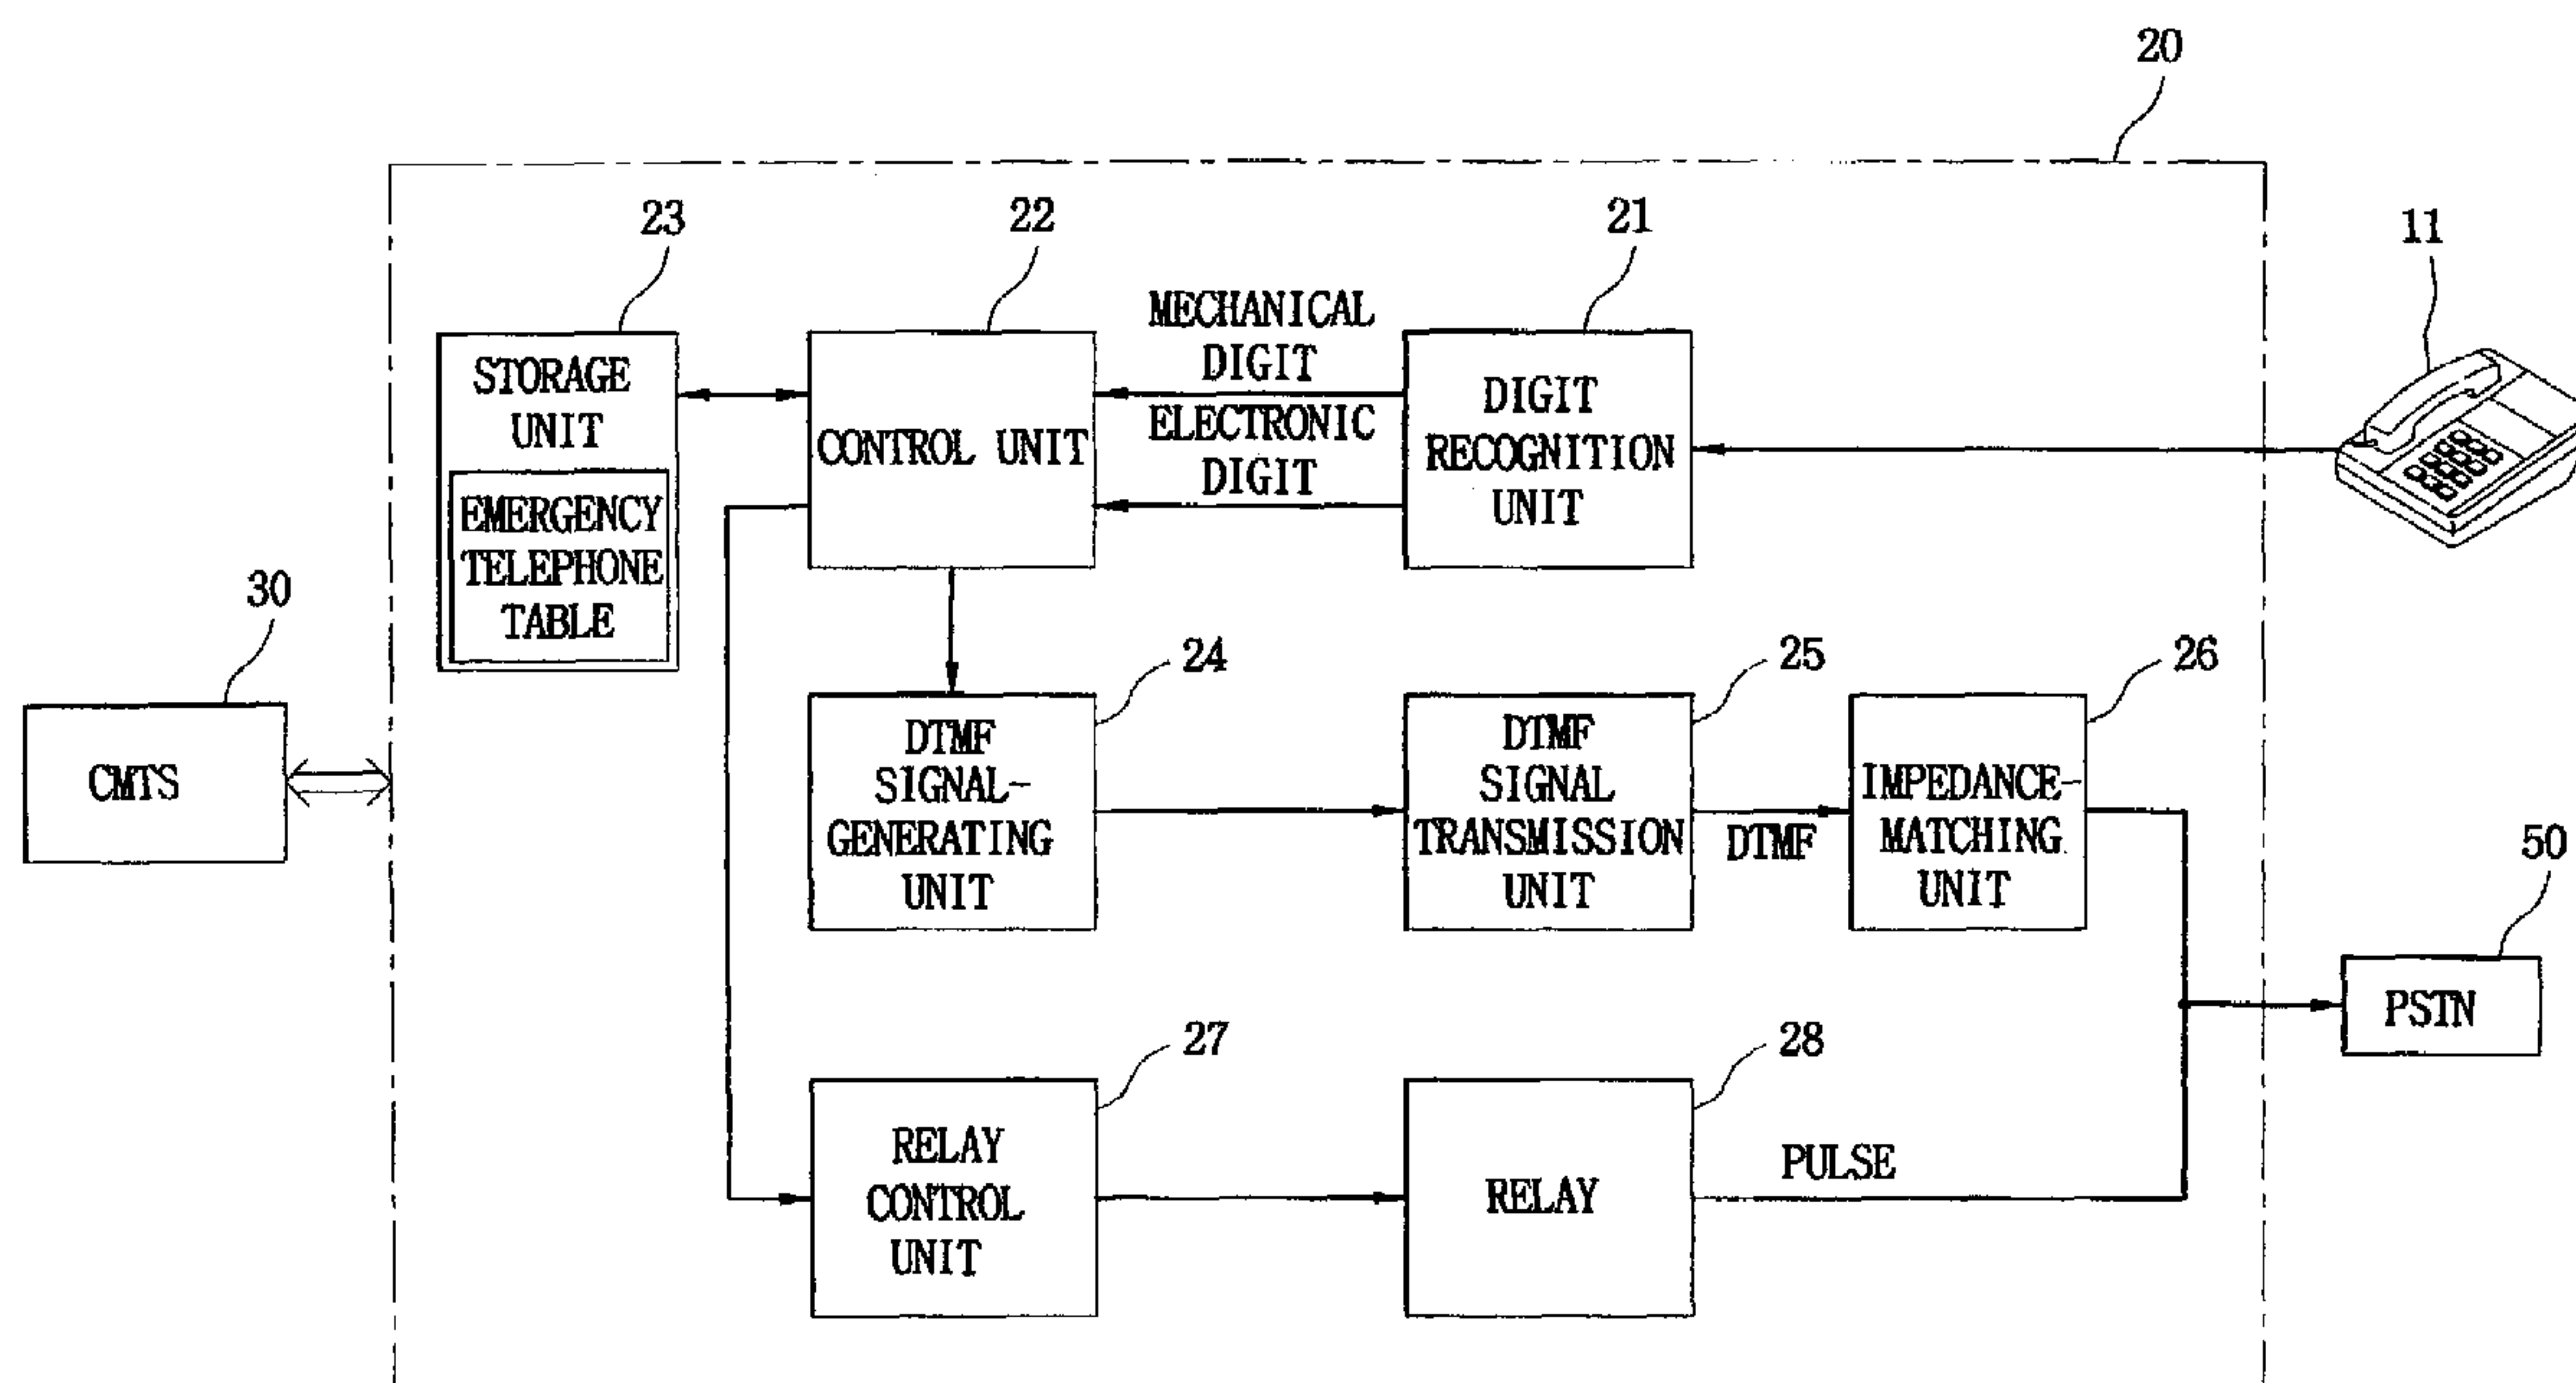 20
23
22
21
11
STORAGE
UNIT
EMERGENCY
TELEPHONE
TABLE
CONTROL UNIT
MECHANICAL
DIGIT
ELECTRONIC
DIGIT
DIGIT
RECOGNITION
UNIT
30
CMTS
24
DTMF
SIGNAL-
GENERATING
UNIT
25
DTMF
SIGNAL
TRANSMISSION
UNIT
DTMF
26
IMPEDANCE-
MATCHING
UNIT
50
PSTN
27
RELAY
CONTROL
UNIT
28
RELAY
PULSE